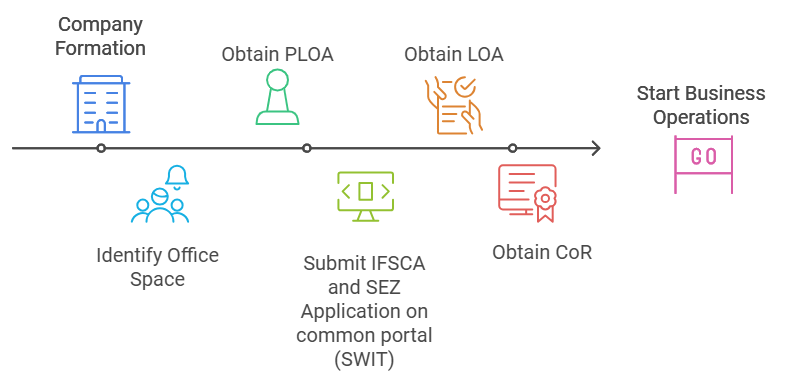 Company
Formation
Identify Office
Space
Obtain PLOA
Submit IFSCA
and SEZ
Application on
common portal
(SWIT)
Obtain LOA
Obtain CoR
Start Business
Operations
GO